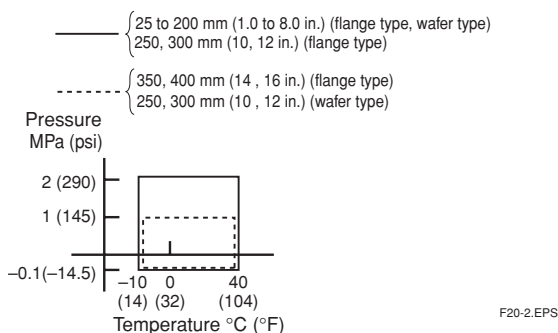 25 to 200 mm (1.0 to 8.0 in.) (flange type, wafer type)
250, 300 mm (10, 12 in.) (flange type)
350, 400 mm (14 , 16 in.) (flange type)
250, 300 mm (10 , 12 in.) (wafer type)
Pressure
MPa (psi)
2 (290)
1 (145)
–0.1(–14.5)
–10 0 40
(14) (32) (104)
Temperature °C (°F)
F20-2.EPS